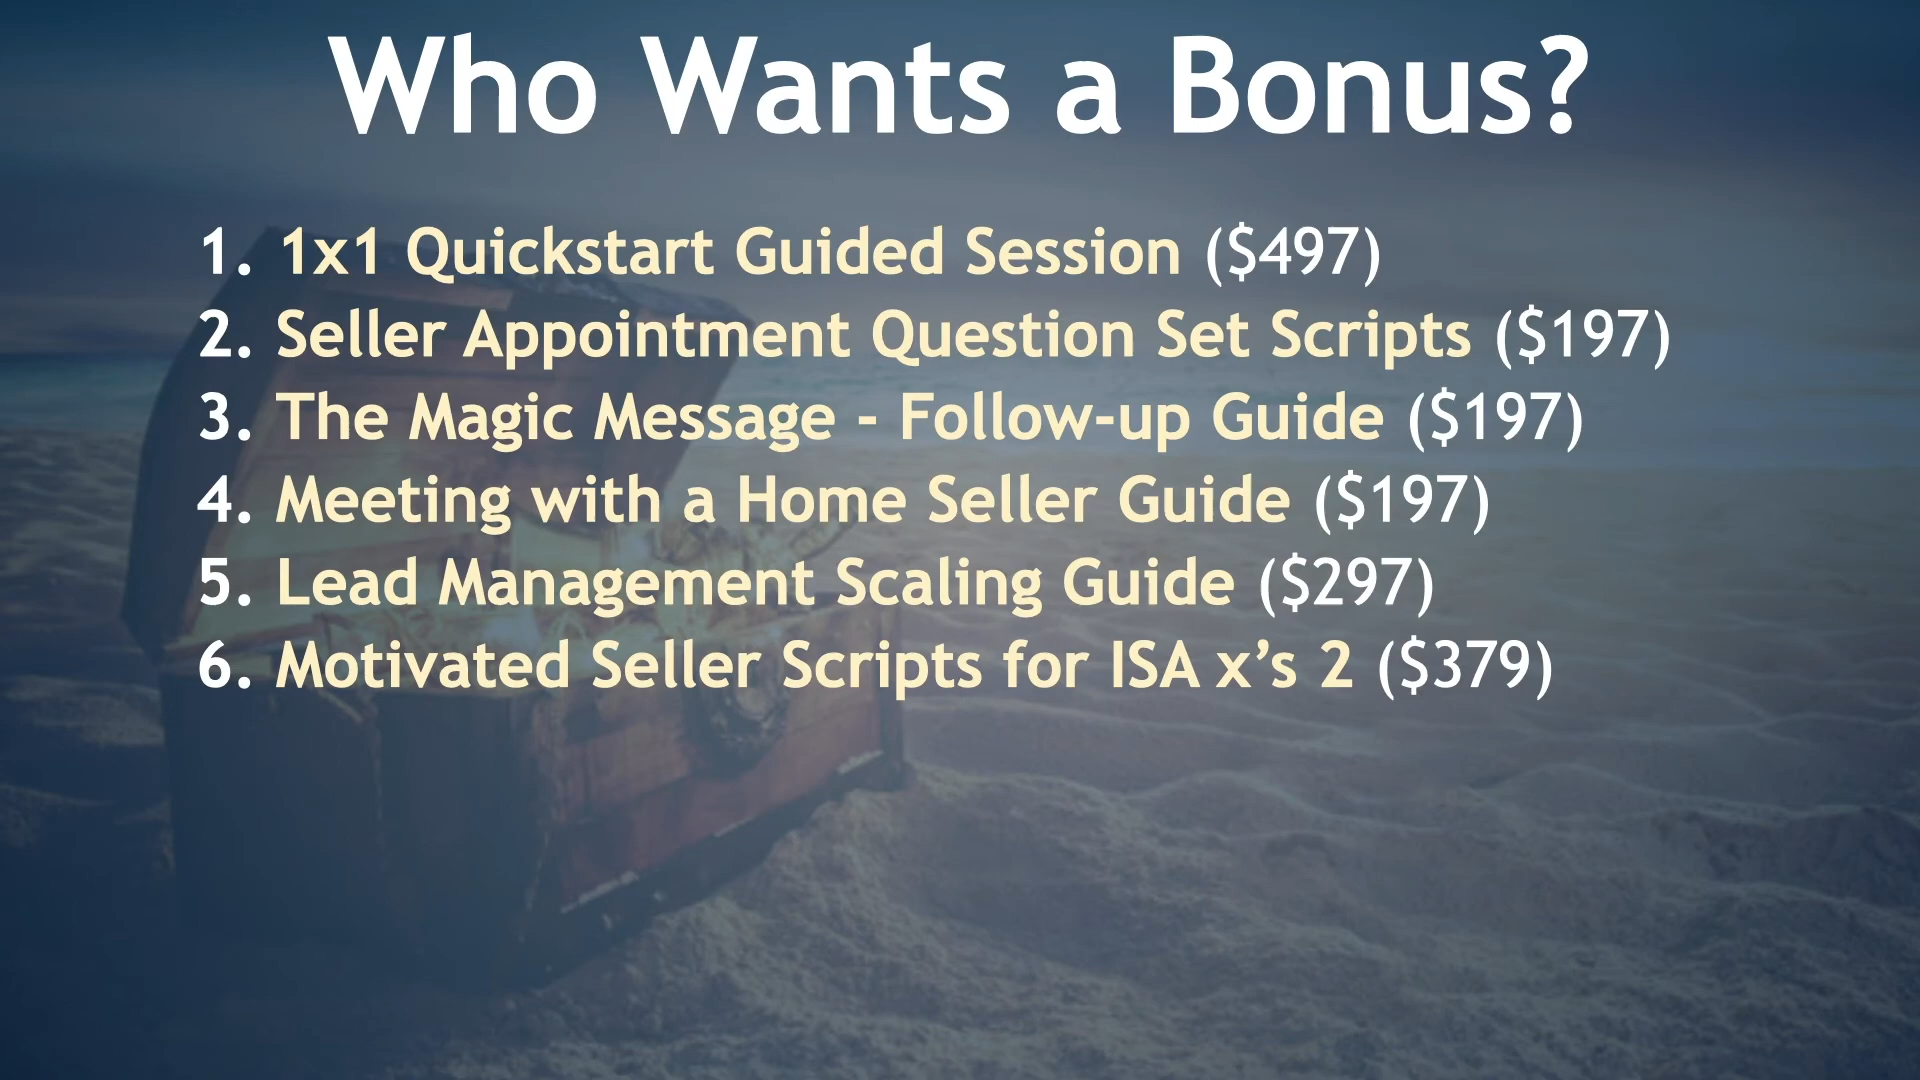 Who Wants a Bonus?
1. 1x1 Quickstart Guided Session ($497)
2. Seller Appointment Question Set Scripts ($197)
3. The Magic Message - Follow-up Guide ($197)
4. Meeting with a Home Seller Guide ($197)
5. Lead Management Scaling Guide ($297)
6. Motivated Seller Scripts for ISA x’s 2 ($379)